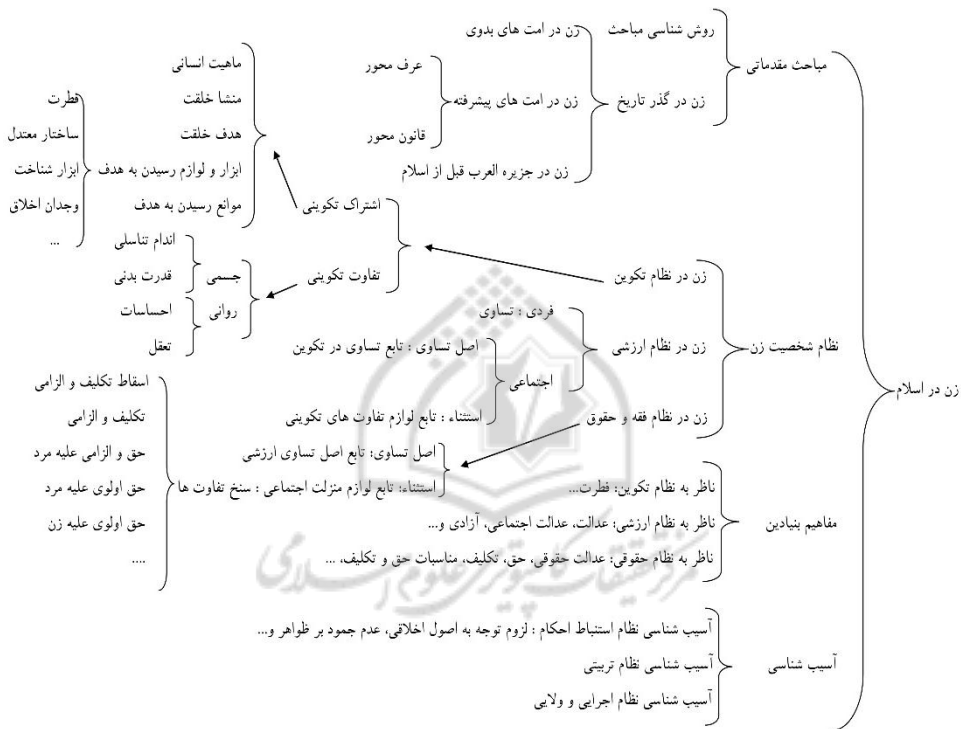 زن در اسلام
مباحث مقدماتی
روش شناسی مباحث
زن در گذر تاریخ
زن در امت های بدوی
زن در امت های پیشرفته
عرف محور
قانون محور
زن در جزیره العرب قبل از اسلام
نظام شخصیت زن
زن در نظام تکوین
اشتراک تکوینی
ماهیت انسانی
منشا خلقت
هدف خلقت
ابزار و لوازم رسیدن به هدف
فطرت
ساختار معتدل
ابزار شناخت
وجدان اخلاق
...
موانع رسیدن به هدف
تفاوت تکوینی
جسمی
اندام تناسلی
قدرت بدنی
روانی
احساسات
تعقل
زن در نظام ارزشی
فردی : تساوی
اجتماعی
اصل تساوی : تابع تساوی در تکوین
استثناء : تابع لوازم تفاوت های تکوینی
زن در نظام فقه و حقوق
اصل تساوی: تابع اصل تساوی ارزشی
استثناء: تابع لوازم منزلت اجتماعی : سنخ تفاوت ها
اسقاط تکلیف و الزامی
تکلیف و الزامی
حق و الزامی علیه مرد
حق اولوی علیه مرد
حق اولوی علیه زن
....
مفاهیم بنیادین
ناظر به نظام تکوین: فطرت...
ناظر به نظام ارزشی: عدالت، عدالت اجتماعی، آزادی و...
ناظر به نظام حقوقی: عدالت حقوقی، حق، تکلیف، مناسبات حق و تکلیف، ...
آسیب شناسی
آسیب شناسی نظام استنباط احکام : لزوم توجه به اصول اخلاقی، عدم جمود بر ظواهر و...
آسیب شناسی نظام تربیتی
آسیب شناسی نظام اجرایی و ولایی
مرکز تحقیقات کامپیوتری علوم اسلامی